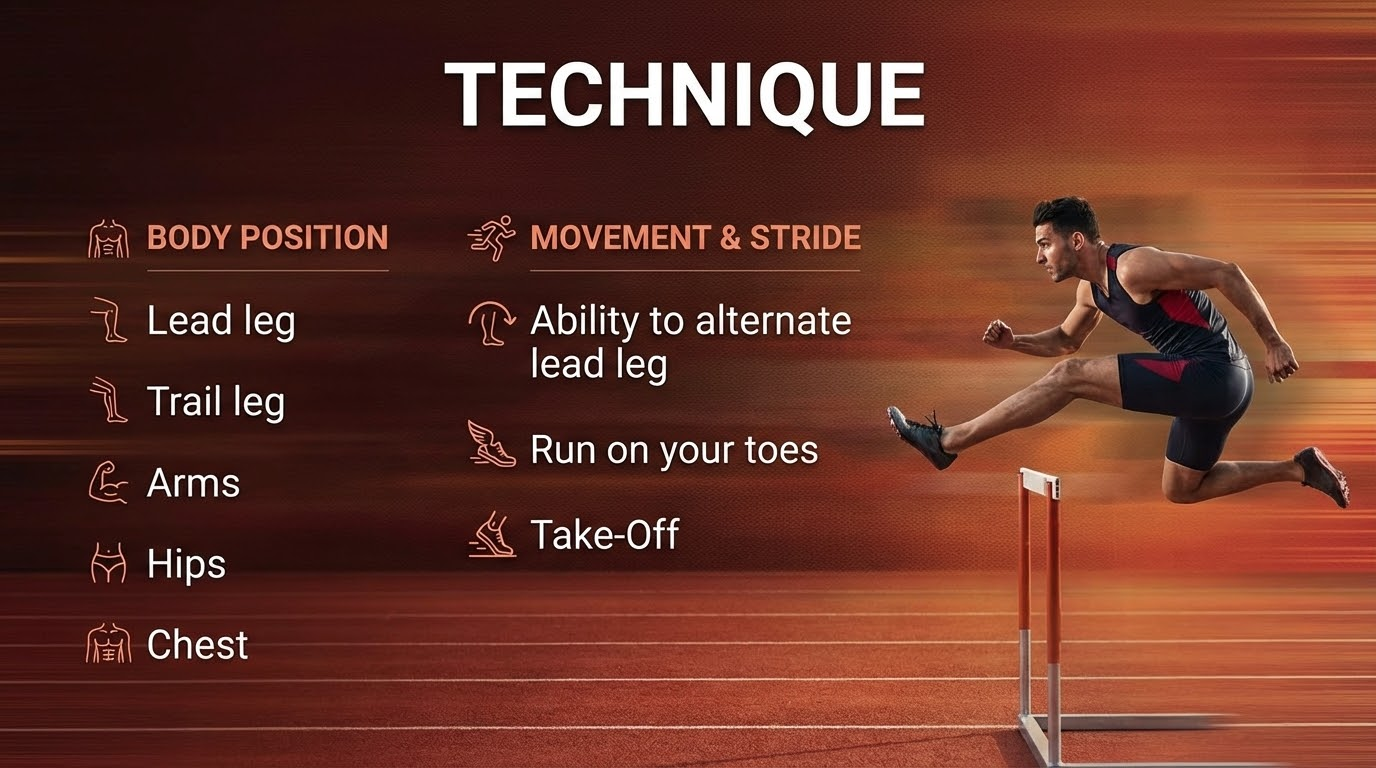 TECHNIQUE
BODY POSITION
Lead leg
Trail leg
Arms
Hips
Chest
MOVEMENT & STRIDE
Ability to alternate
lead leg
Run on your toes
Take-Off